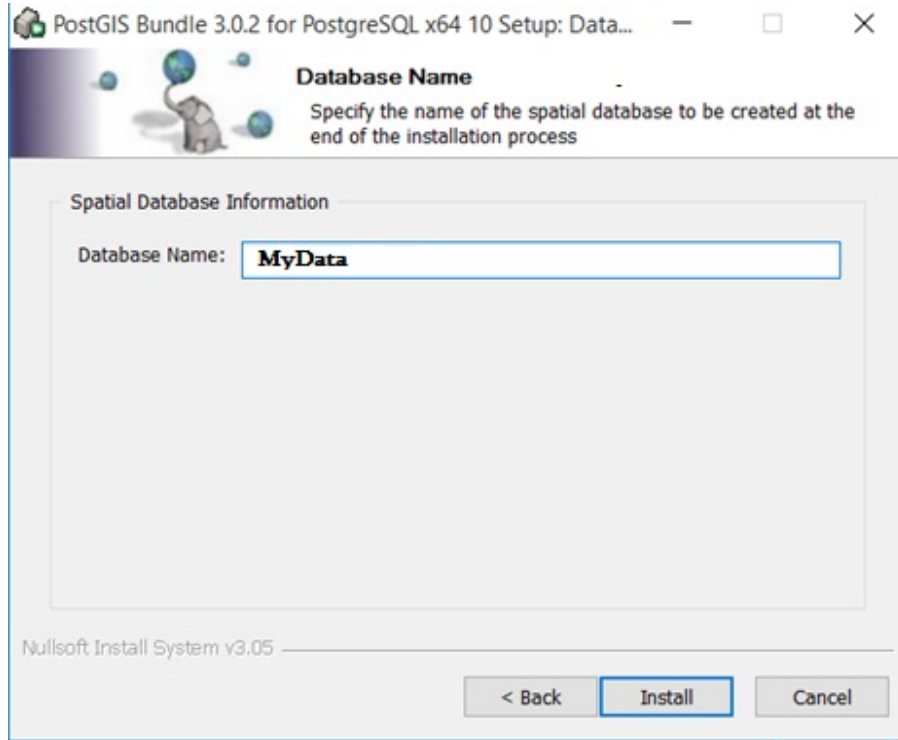 PostGIS Bundle 3.0.2 for PostgreSQL x64 10 Setup: Data...
Database Name
Specify the name of the spatial database to be created at the
end of the installation process
Spatial Database Information
Database Name: MyData
Nullsoft Install System v3.05
< Back Install Cancel